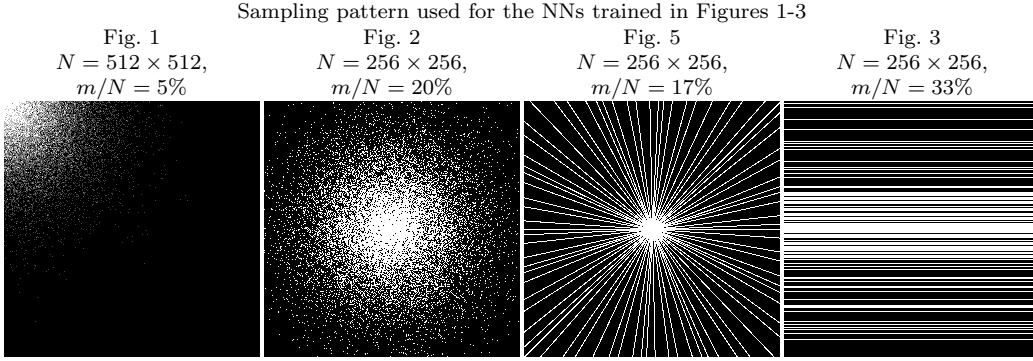 Sampling pattern used for the NNs trained in Figures 1-3
Fig. 1
N = 512 × 512,
m/N = 5%
Fig. 2
N = 256 × 256,
m/N = 20%
Fig. 5
N = 256 × 256,
m/N = 17%
Fig. 3
N = 256 × 256,
m/N = 33%